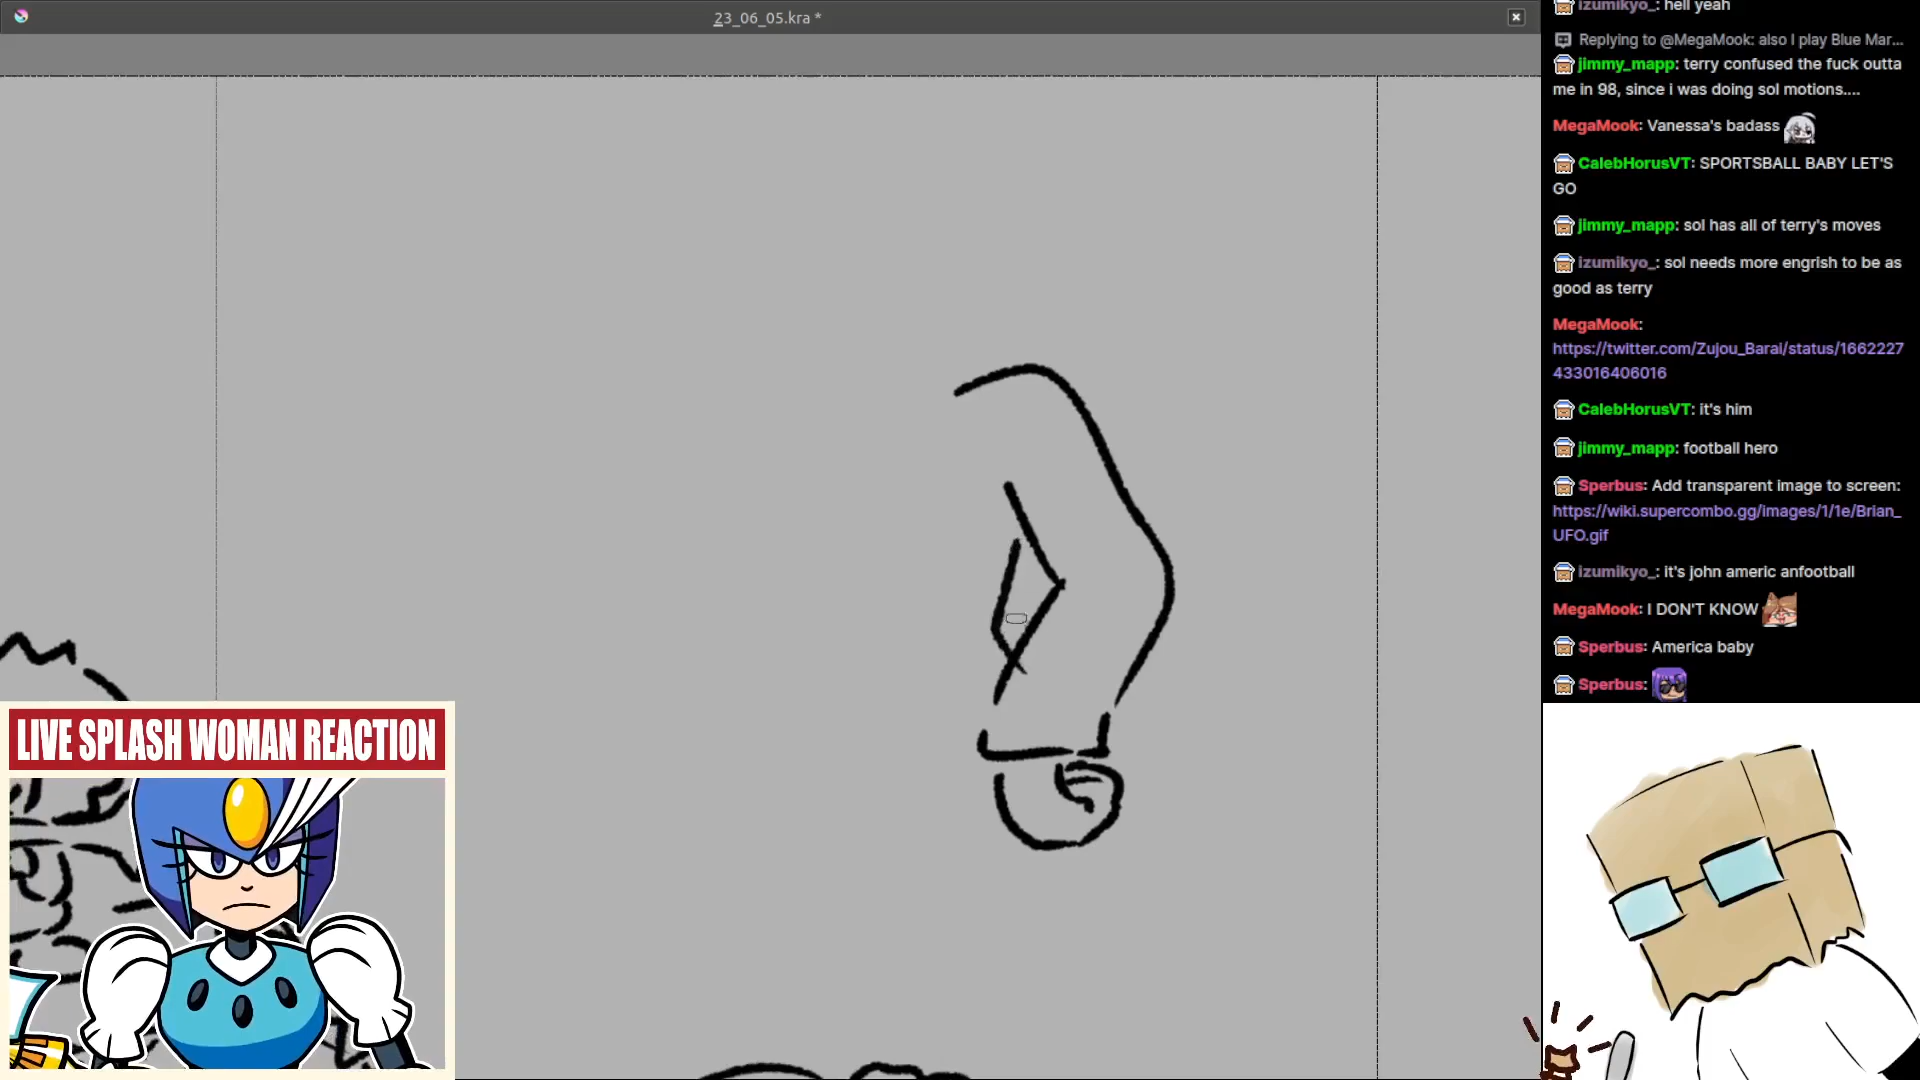 23_06_05.kra *
izumikyo_: hell yeah
Replying to @MegaMook: also I play Blue Mar...
jimmy_mapp: terry confused the fuck outta
me in 98, since i was doing sol motions....
MegaMook: Vanessa's badass
CalebHorusVT: SPORTSBALL BABY LET'S
GO
jimmy_mapp: sol has all of terry's moves
izumikyo_: sol needs more engrish to be as
good as terry
MegaMook:
https://twitter.com/Zujou_Barai/status/1662227
433016406016
CalebHorusVT: it's him
jimmy_mapp: football hero
Sperbus: Add transparent image to screen:
https://wiki.supercombo.gg/images/1/1e/Brian_
UFO.gif
izumikyo_: it's john americ anfootball
MegaMook: I DON'T KNOW
Sperbus: America baby
Sperbus:
LIVE SPLASH WOMAN REACTION